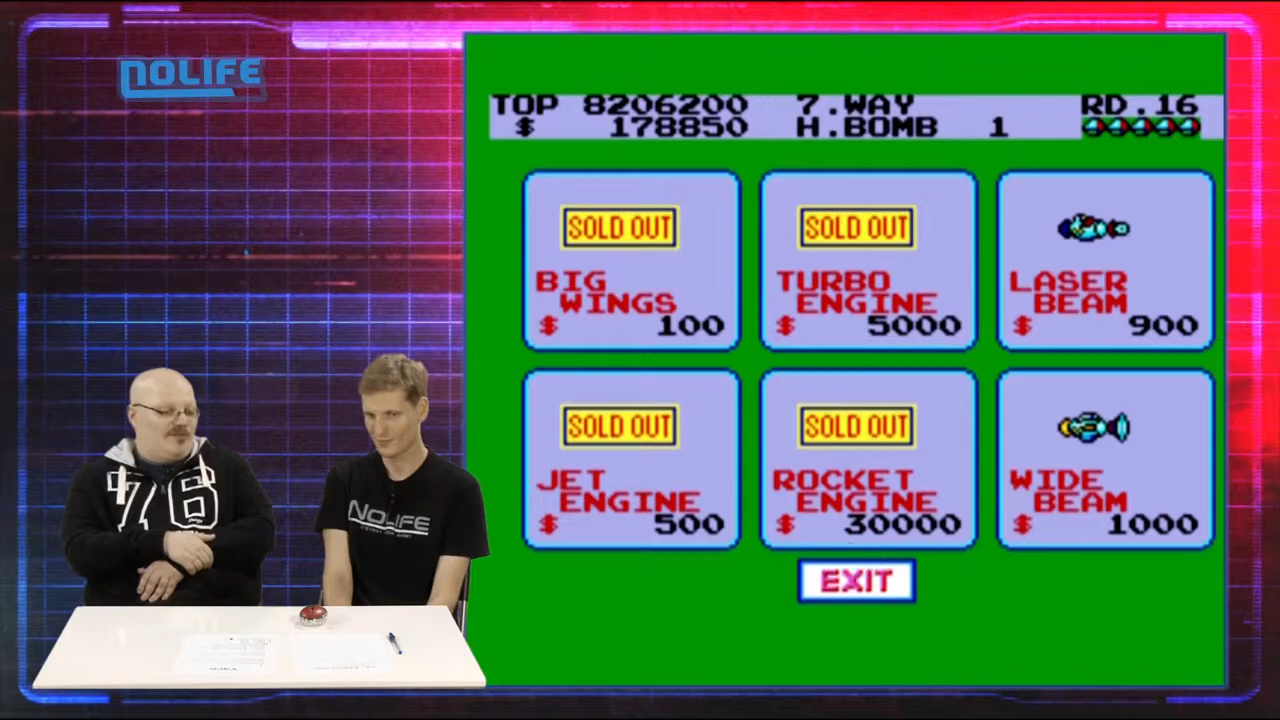 NOLIFE
TOP 8206200 7.WAY RD.16
$ 178850 H.BOMB 1
SOLD OUT SOLD OUT
BIG WINGS
$ 100
TURBO ENGINE
$ 5000
LASER BEAM
$ 900
SOLD OUT SOLD OUT
JET ENGINE
$ 500
ROCKET ENGINE
$ 30000
WIDE BEAM
$ 1000
EXIT
76
NOLIFE